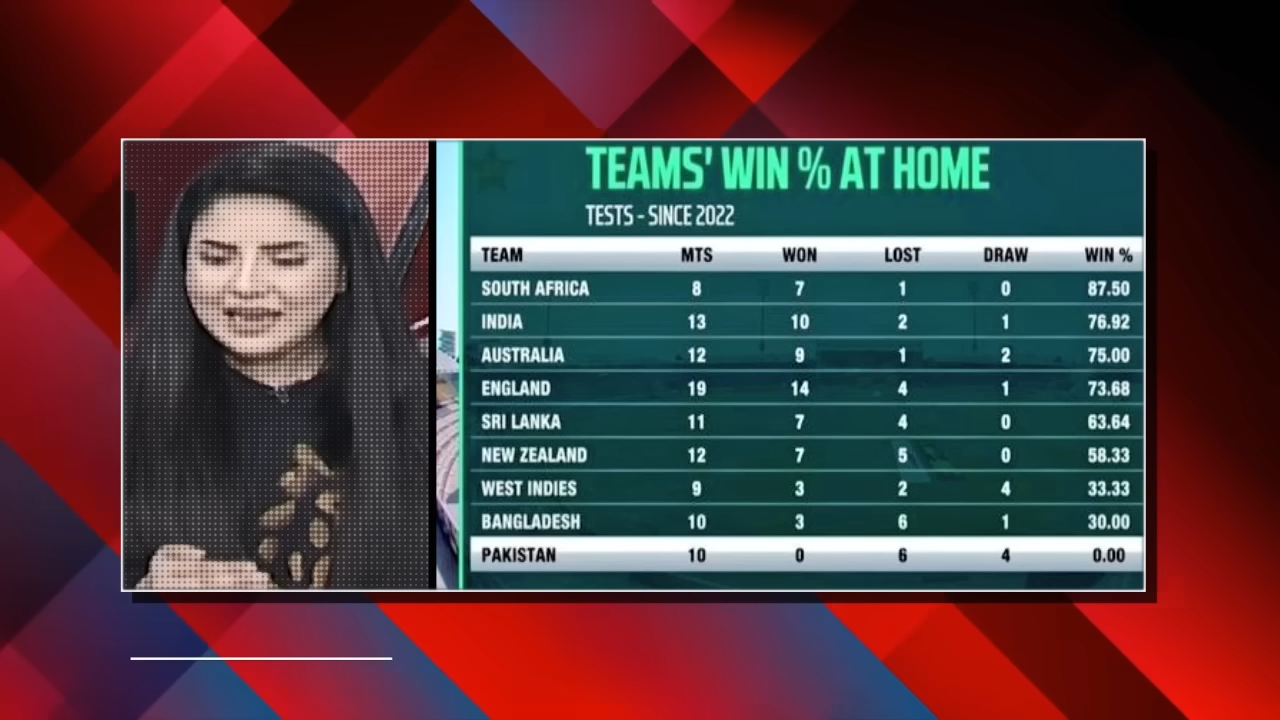 TEAMS' WIN % AT HOME
TESTS - SINCE 2022
TEAM MTS WON LOST DRAW WIN %
SOUTH AFRICA 8 7 1 0 87.50
INDIA 13 10 2 1 76.92
AUSTRALIA 12 9 1 2 75.00
ENGLAND 19 14 4 1 73.68
SRI LANKA 11 7 4 0 63.64
NEW ZEALAND 12 7 5 0 58.33
WEST INDIES 9 3 2 4 33.33
BANGLADESH 10 3 6 1 30.00
PAKISTAN 10 0 6 4 0.00